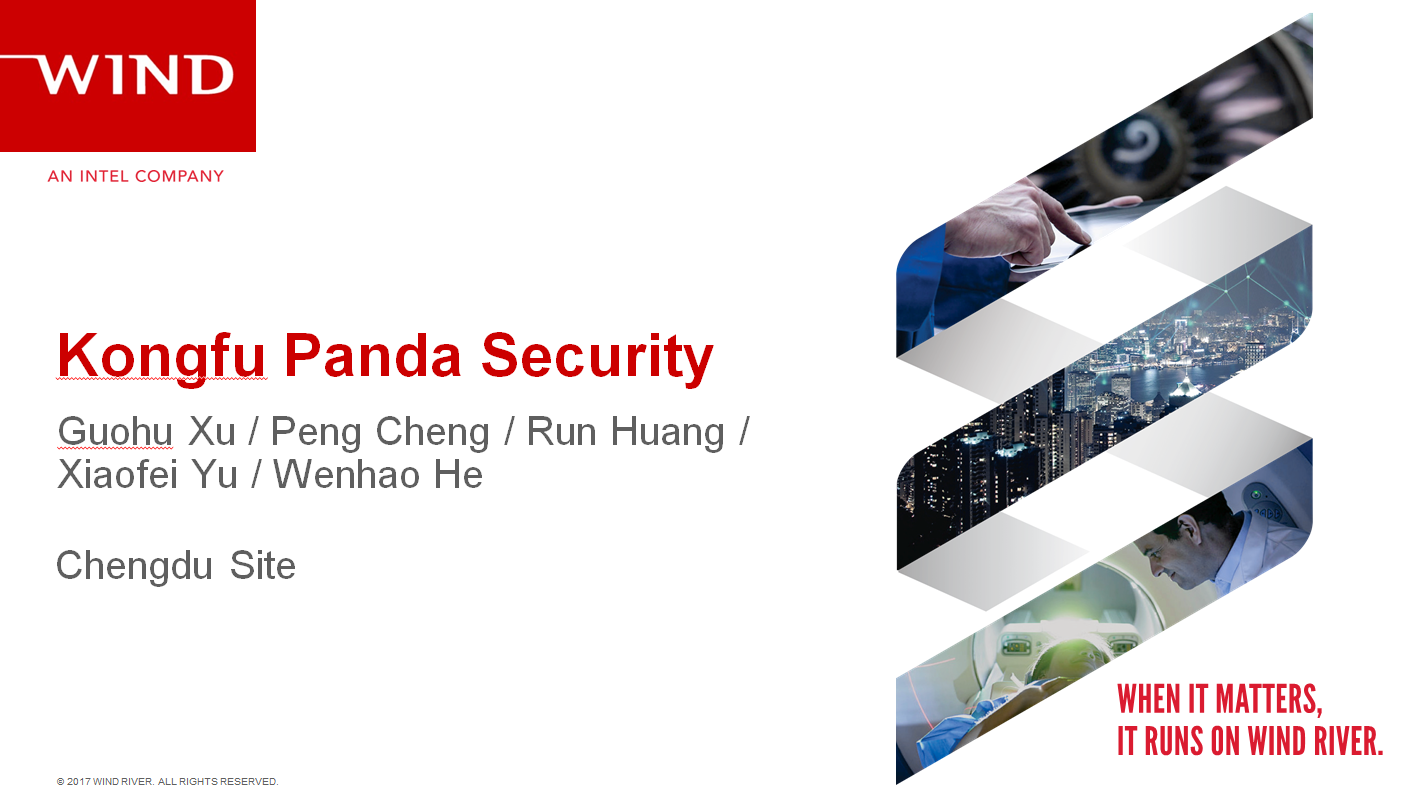 WIND
AN INTEL COMPANY
Kongfu Panda Security
Guohu Xu / Peng Cheng / Run Huang /
Xiaofei Yu / Wenhao He
Chengdu Site
WHEN IT MATTERS,
IT RUNS ON WIND RIVER.
© 2017 WIND RIVER. ALL RIGHTS RESERVED.